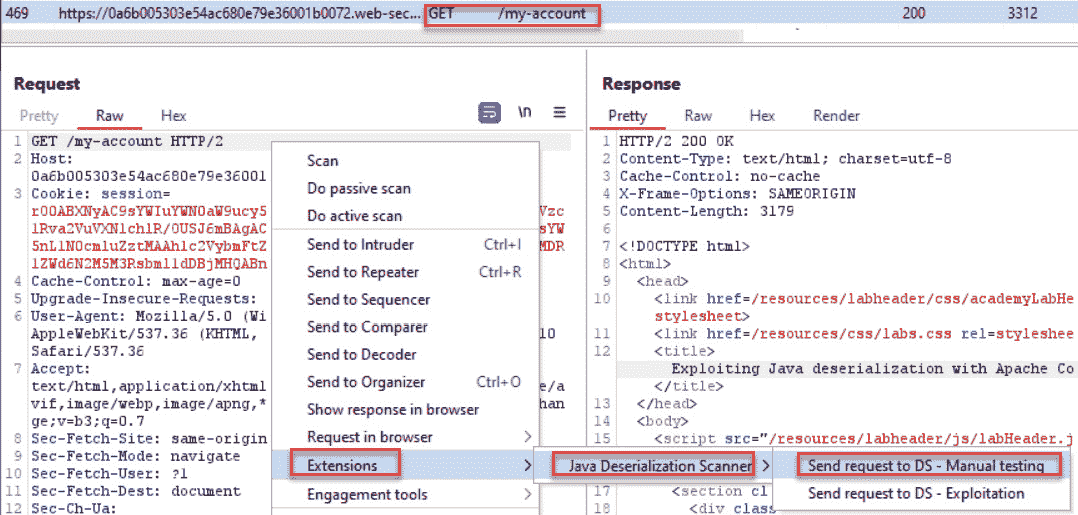 469 https://0a6b005303e54ac680e79e36001b0072.web-sec... GET /my-account 200 3312
Request
Pretty Raw Hex
\n
1 GET /my-account HTTP/2
2 Host:
0a6b005303e54ac680e79e36001
3 Cookie: session=
4 Cache-Control: max-age=0
5 Upgrade-Insecure-Requests:
6 User-Agent: Mozilla/5.0 (Wi
AppleWebKit/537.36 (KHTML, 10
Safari/537.36
7 Accept:
text/html,application/xhtml e/a
vif,image/webp,image/apng,* han
ge;v=b3;q=0.7
8 Sec-Fetch-Site: same-origin
9 Sec-Fetch-Mode: navigate
10 Sec-Fetch-User: ?1
11 Sec-Fetch-Dest: document
12 Sec-Ch-Ua:
Scan
Do passive scan
Do active scan
Send to Intruder Ctrl+I
Send to Repeater Ctrl+R
Send to Sequencer
Send to Comparer
Send to Decoder
Send to Organizer Ctrl+O
Show response in browser
Request in browser
Extensions
Engagement tools
Java Deserialization Scanner
Send request to DS - Manual testing
Send request to DS - Exploitation
Response
Pretty Raw Hex Render
1 HTTP/2 200 OK
2 Content-Type: text/html; charset=utf-8
3 Cache-Control: no-cache
4 X-Frame-Options: SAMEORIGIN
5 Content-Length: 3179
6
7 <!DOCTYPE html>
8 <html>
9 <head>
10 <link href=/resources/labheader/css/academyLabHe
stylesheet>
11 <link href=/resources/css/labs.css rel=styleshee
12 <title>
Exploiting Java deserialization with Apache Co
</title>
13 </head>
14 <body>
15 <script src="/resources/labheader/js/labHeader.j
17 <section cl
18 <div class